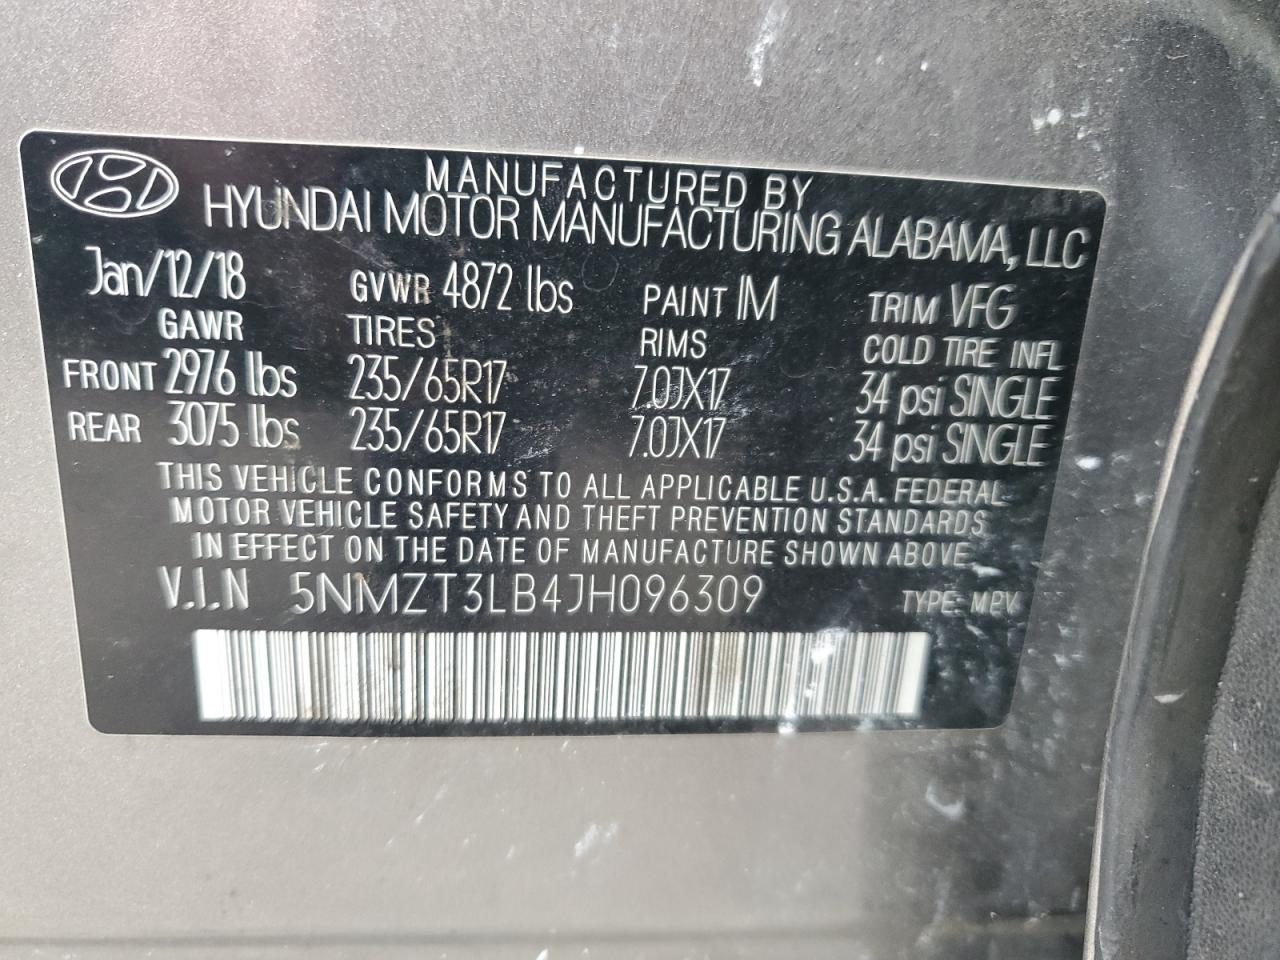 MANUFACTURED BY
HYUNDAI MOTOR MANUFACTURING ALABAMA, LLC
Jan/12/18 GVWR 4872 lbs PAINT IM TRIM VFG
GAWR TIRES RIMS COLD TIRE INFL
FRONT 2976 lbs 235/65R17 7.0JX17 34 psi SINGLE
REAR 3075 lbs 235/65R17 7.0JX17 34 psi SINGLE
THIS VEHICLE CONFORMS TO ALL APPLICABLE U.S.A. FEDERAL
MOTOR VEHICLE SAFETY AND THEFT PREVENTION STANDARDS
IN EFFECT ON THE DATE OF MANUFACTURE SHOWN ABOVE.
V.I.N 5NMZT3LB4JH096309 TYPE: MPV